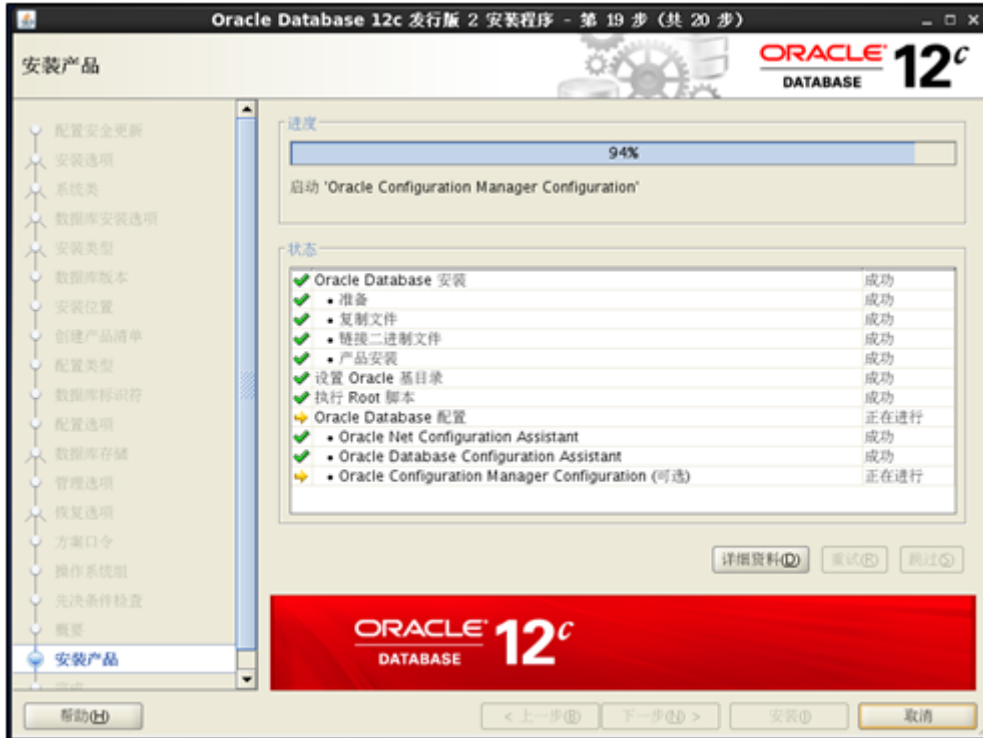 Oracle Database 12c 发行版 2 安装程序 - 第 19 步 (共 20 步)
安装产品
ORACLE
DATABASE
12c
配置安全更新
安装选项
系统类
数据库安装选项
安装类型
数据库版本
安装位置
创建产品清单
配置类型
数据库标识符
配置选项
数据库存储
管理选项
恢复选项
方案口令
操作系统组
先决条件检查
概要
安装产品
进度
94%
启动 'Oracle Configuration Manager Configuration'
状态
Oracle Database 安装 成功
• 准备 成功
• 复制文件 成功
• 链接二进制文件 成功
• 产品安装 成功
设置 Oracle 基目录 成功
执行 Root 脚本 成功
Oracle Database 配置 正在进行
• Oracle Net Configuration Assistant 成功
• Oracle Database Configuration Assistant 成功
• Oracle Configuration Manager Configuration (可选) 正在进行
详细资料(D) 重试(R) 跳过(S)
ORACLE
DATABASE
12c
帮助(H) < 上一步(B) 下一步(N) > 安装(I) 取消